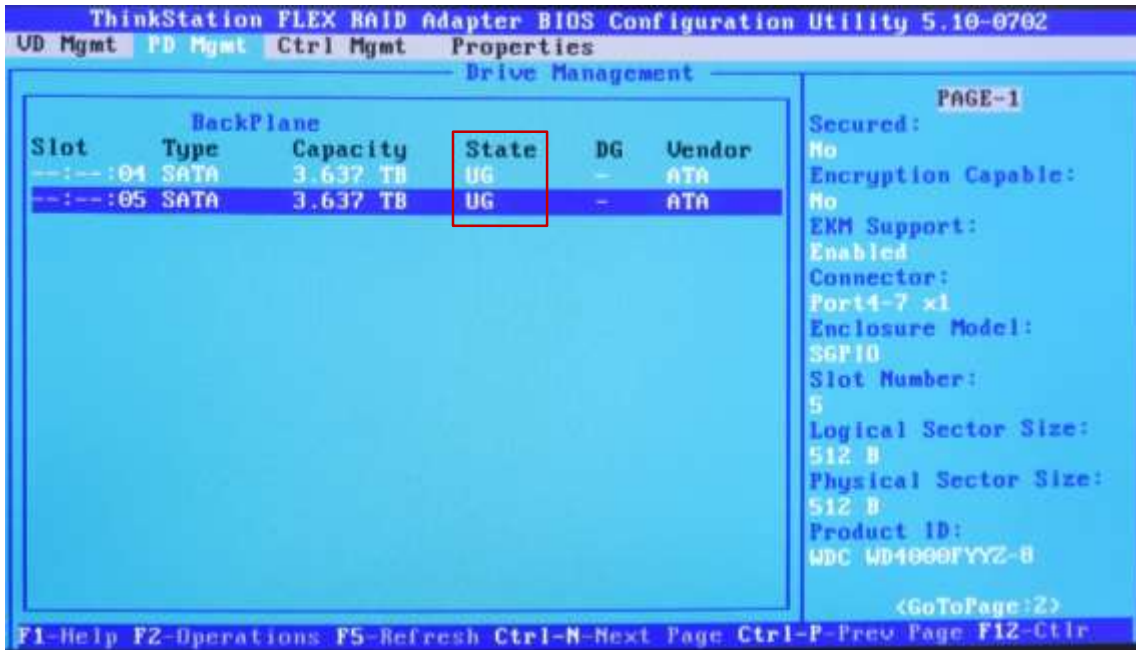 ThinkStation FLEX RAID Adapter BIOS Configuration Utility 5.10-0702
VD Mgmt PD Mgmt Ctrl Mgmt Properties
Drive Management
BackPlane
Slot Type Capacity State DG Vendor
--:--:04 SATA 3.637 TB UG - ATA
--:--:05 SATA 3.637 TB UG - ATA
PAGE-1
Secured:
No
Encryption Capable:
No
EKM Support:
Enabled
Connector:
Port4-7 x1
Enclosure Model:
SGPIO
Slot Number:
5
Logical Sector Size:
512 B
Physical Sector Size:
512 B
Product ID:
WDC WD4000FYYZ-0
<GoToPage:2>
F1-Help F2-Operations F5-Refresh Ctrl-N-Next Page Ctrl-P-Prev Page F12-Ctlr